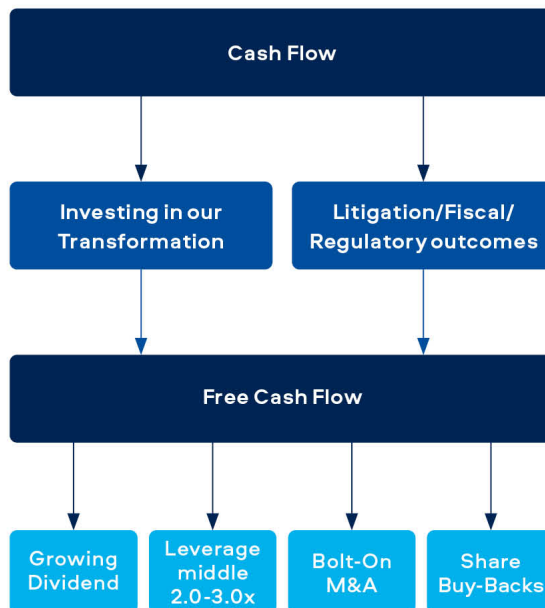 Cash Flow
Investing in our
Transformation
Litigation/Fiscal/
Regulatory outcomes
Free Cash Flow
Growing
Dividend
Leverage
middle
2.0-3.0x
Bolt-On
M&A
Share
Buy-Backs